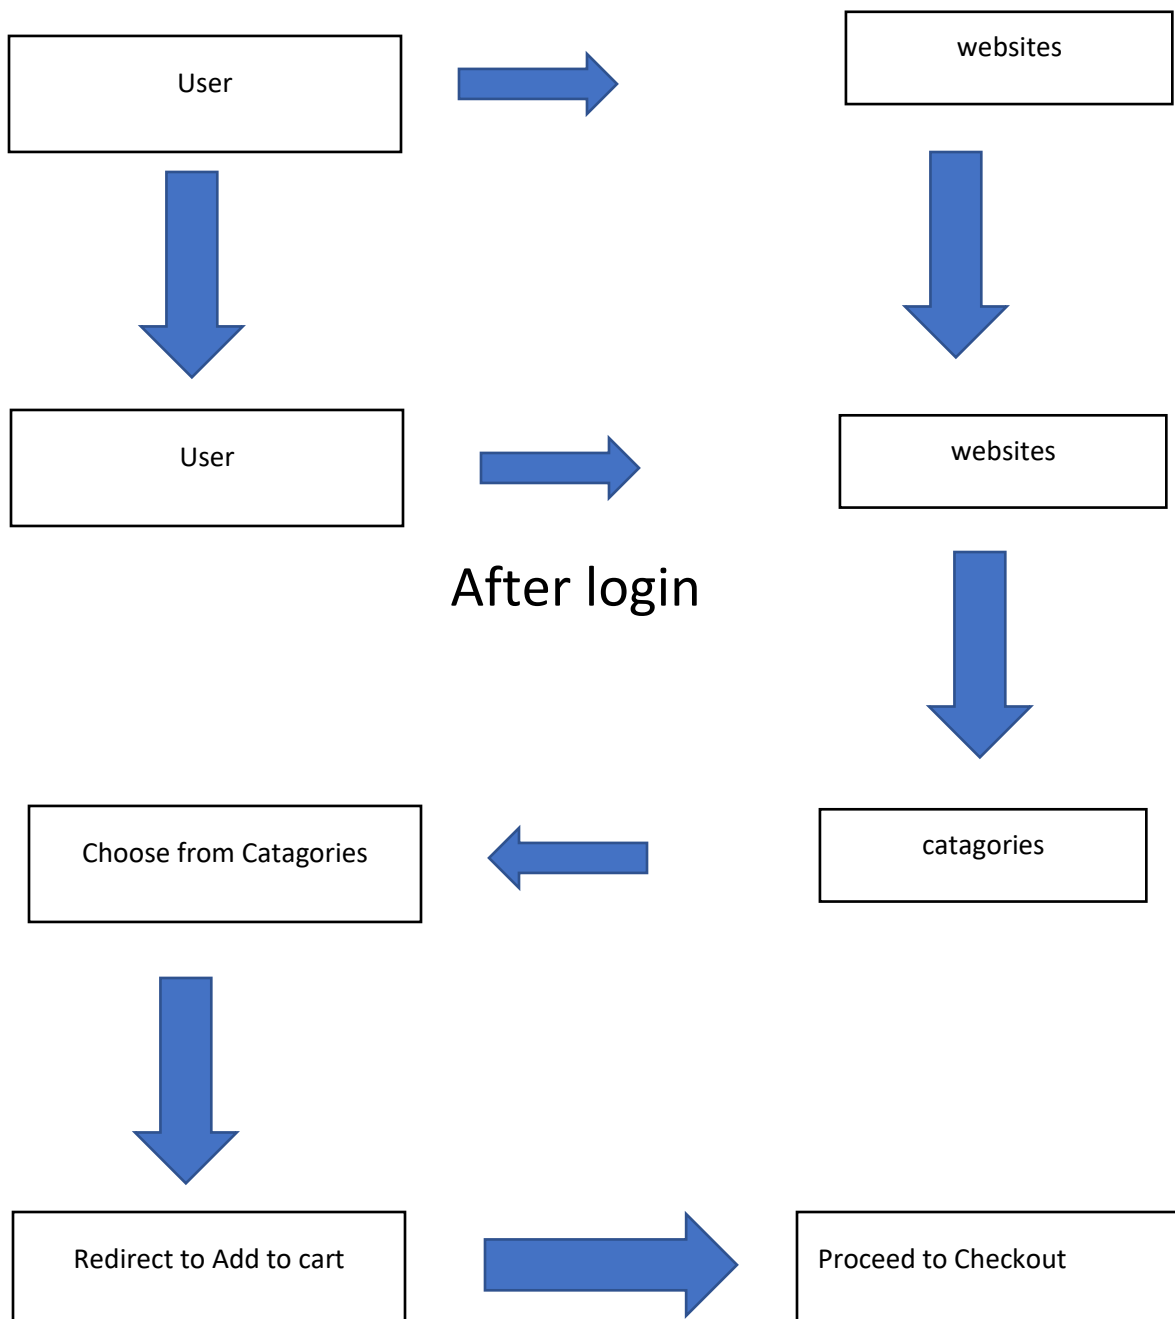 User
websites
User
websites
After login
Choose from Catagories
catagories
Redirect to Add to cart
Proceed to Checkout